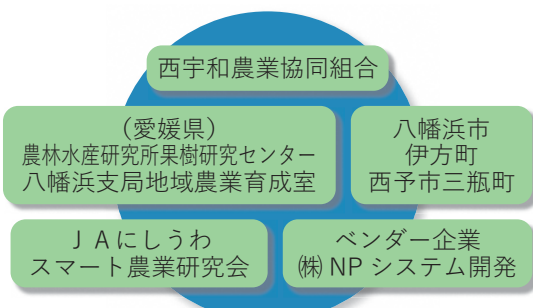 西宇和農業協同組合
（愛媛県）
農林水産研究所果樹研究センター
八幡浜支局地域農業育成室
八幡浜市
伊方町
西予市三瓶町
ＪＡにしうわ
スマート農業研究会
ベンダー企業
㈱ NP システム開発